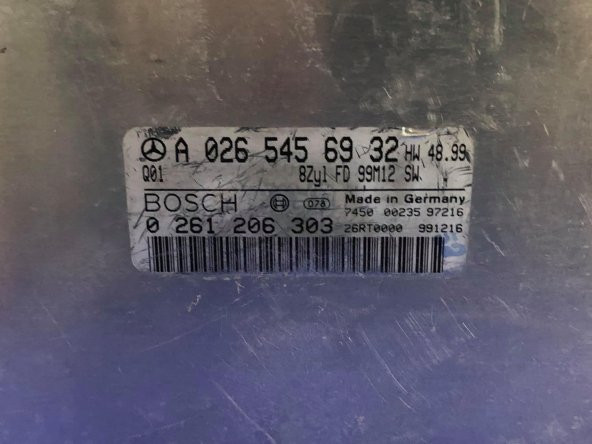 A 026 545 69 32 HW 48.99
Q01 8Zyl FD 99M12 SW
BOSCH 078 Made in Germany
7450 00235 97216
0 261 206 303 26RT0000 991216